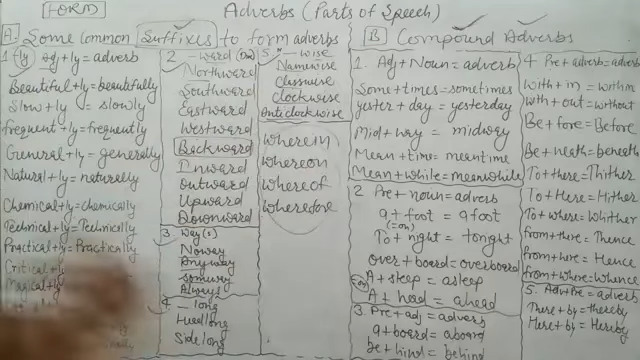 FORM
Adverbs (Parts of Speech)
A. Some Common Suffixes to form adverbs
1. -ly Adj + ly = adverb
Beautiful + ly = beautifully
Slow + ly = slowly
frequent + ly = frequently
General + ly = generally
Natural + ly = naturally
Chemical + ly = chemically
Technical + ly = Technically
Practical + ly = Practically
Critical + ly
Magical + ly
2 - ward
Northward
Southward
Eastward
Westward
Backward
Inward
Outward
Upward
Downward
3. Way(s)
Noway
Anyway
Someway
Always
4. - long
Headlong
Sidelong
5. " - wise
Namewise
Classwise
Clockwise
Anticlockwise
wherein
whereon
whereof
wherefore
B Compound Adverbs
1. Adj + Noun = adverb
Some + times = sometimes
yester + day = yesterday
Mid + way = midway
Mean + time = meantime
Mean + while = meanwhile
2 Pre + noun = adverb
a + foot = afoot
(=on)
To + night = tonight
over + board = overboard
A + sleep = asleep
A + head = ahead
3. Pre + adj = adverb
a + board = aboard
be + hind = behind
4 Pre + adverb = adverb
with + in = within
with + out = without
Be + fore = Before
Be + neath = beneath
To + there = Thither
To + Here = Hither
To + where = Whither
from + there = Thence
from + here = Hence
from + where = Whence
5. Adv + Pre = adverb
There + by = thereby
Here + by = Hereby